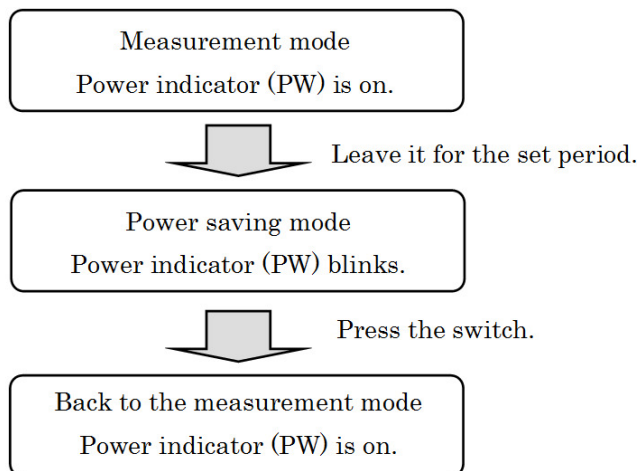 Measurement mode
Power indicator (PW) is on.
Leave it for the set period.
Power saving mode
Power indicator (PW) blinks.
Press the switch.
Back to the measurement mode
Power indicator (PW) is on.